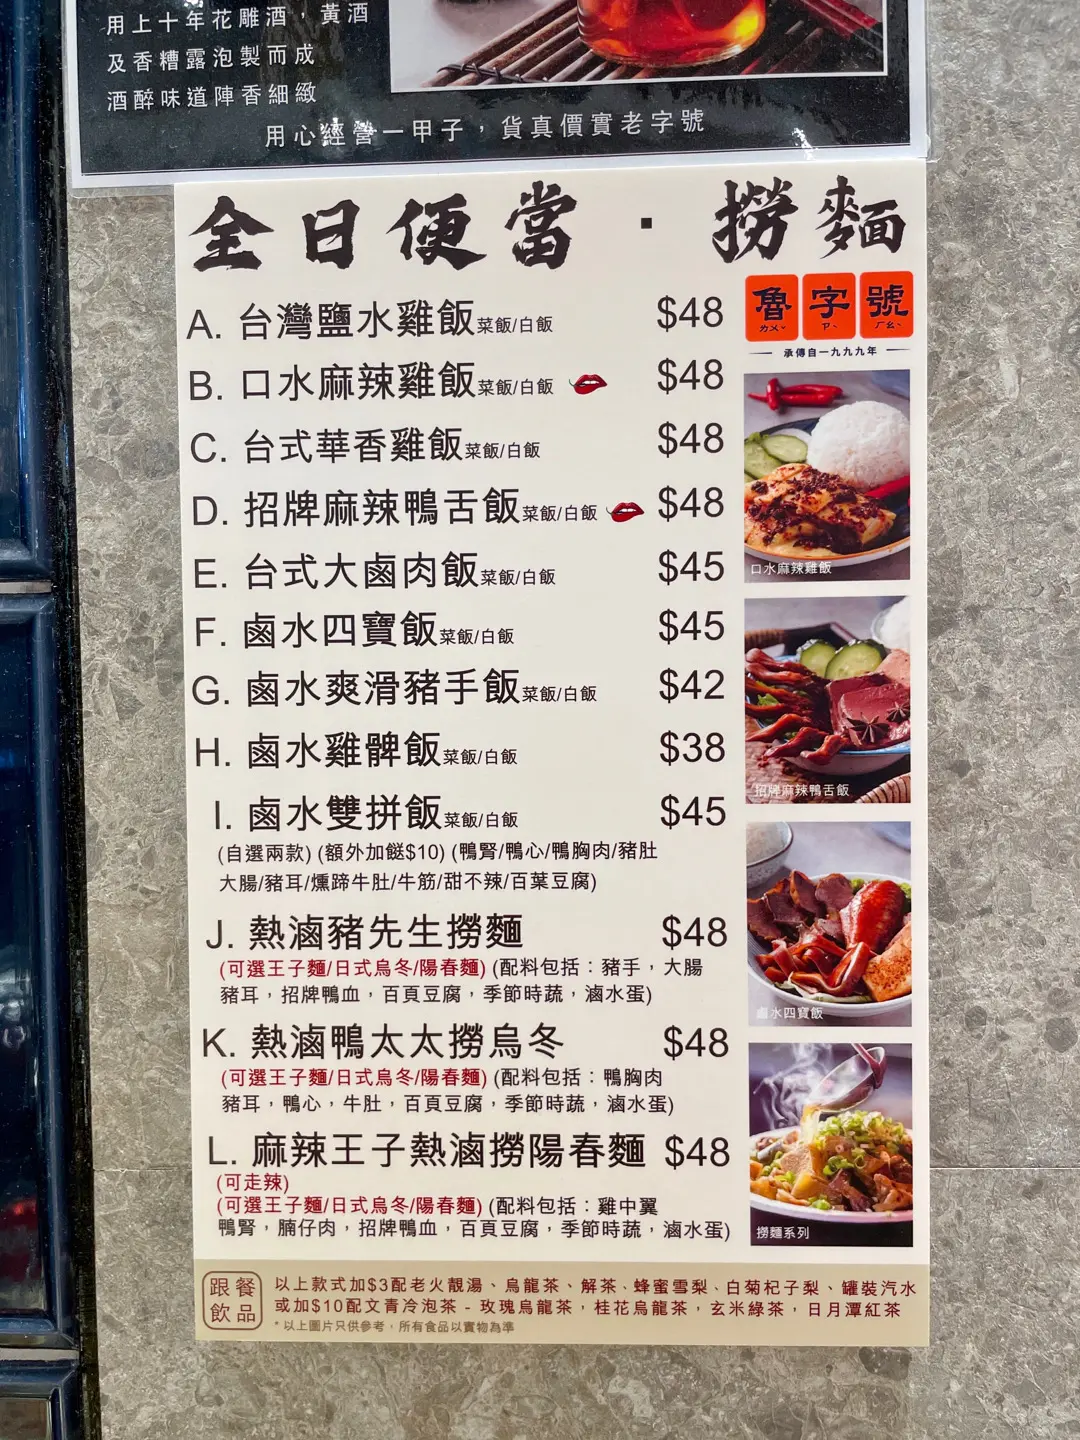 用上十年花雕酒，黃酒
及香糟露泡製而成
酒醉味道陣香細緻
用心經營一甲子，貨真價實老字號
全日便當·撈麵
A. 台灣鹽水雞飯菜飯/白飯 $48
B. 口水麻辣雞飯菜飯/白飯 $48
C. 台式華香雞飯菜飯/白飯 $48
D. 招牌麻辣鴨舌飯菜飯/白飯 $48
E. 台式大鹵肉飯菜飯/白飯 $45
F. 鹵水四寶飯菜飯/白飯 $45
G. 鹵水爽滑豬手飯菜飯/白飯 $42
H. 鹵水雞髀飯菜飯/白飯 $38
I. 鹵水雙拼飯菜飯/白飯 $45
(自選兩款) (額外加餸$10) (鴨腎/鴨心/鴨胸肉/豬肚
大腸/豬耳/燻蹄牛肚/牛筋/甜不辣/百葉豆腐)
J. 熱滷豬先生撈麵 $48
(可選王子麵/日式烏冬/陽春麵) (配料包括：豬手，大腸
豬耳，招牌鴨血，百頁豆腐，季節時蔬，滷水蛋)
K. 熱滷鴨太太撈烏冬 $48
(可選王子麵/日式烏冬/陽春麵) (配料包括：鴨胸肉
豬耳，鴨心，牛肚，百頁豆腐，季節時蔬，滷水蛋)
L. 麻辣王子熱滷撈陽春麵 $48
(可走辣)
(可選王子麵/日式烏冬/陽春麵) (配料包括：雞中翼
鴨腎，腩仔肉，招牌鴨血，百頁豆腐，季節時蔬，滷水蛋)
魯字號
ㄌㄨˇ ㄗˋ ㄏㄠˋ
承傳自一九九九年
口水麻辣雞飯
招牌麻辣鴨舌飯
鹵水四寶飯
撈麵系列
跟餐
飲品
以上款式加$3配老火靚湯、烏龍茶、解茶、蜂蜜雪梨、白菊杞子梨、罐裝汽水
或加$10配文青冷泡茶 - 玫瑰烏龍茶，桂花烏龍茶，玄米綠茶，日月潭紅茶
* 以上圖片只供參考，所有食品以實物為準